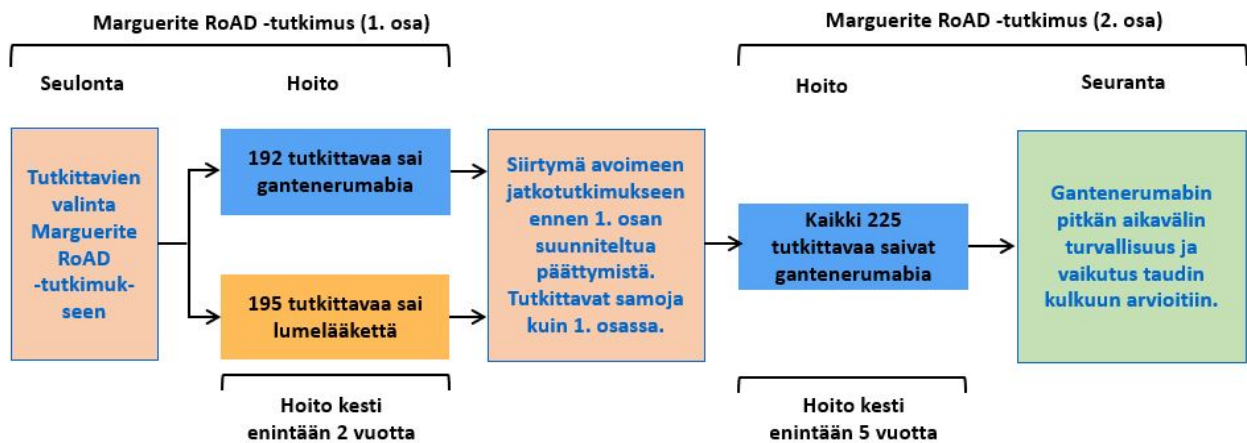 Marguerite RoAD -tutkimus (1. osa)
Marguerite RoAD -tutkimus (2. osa)
Seulonta
Hoito
Hoito
Seuranta
Tutkittavien
valinta
Marguerite
RoAD
-tutkimuk-
seen
192 tutkittavaa sai
gantenerumabia
195 tutkittavaa sai
lumelääkettä
Siirtymä avoimeen
jatkotutkimukseen
ennen 1. osan
suunniteltua
päättymistä.
Tutkittavat samoja
kuin 1. osassa.
Kaikki 225
tutkittavaa saivat
gantenerumabia
Gantenerumabin
pitkän aikavälin
turvallisuus ja
vaikutus taudin
kulkuun arvioitiin.
Hoito kesti
enintään 2 vuotta
Hoito kesti
enintään 5 vuotta